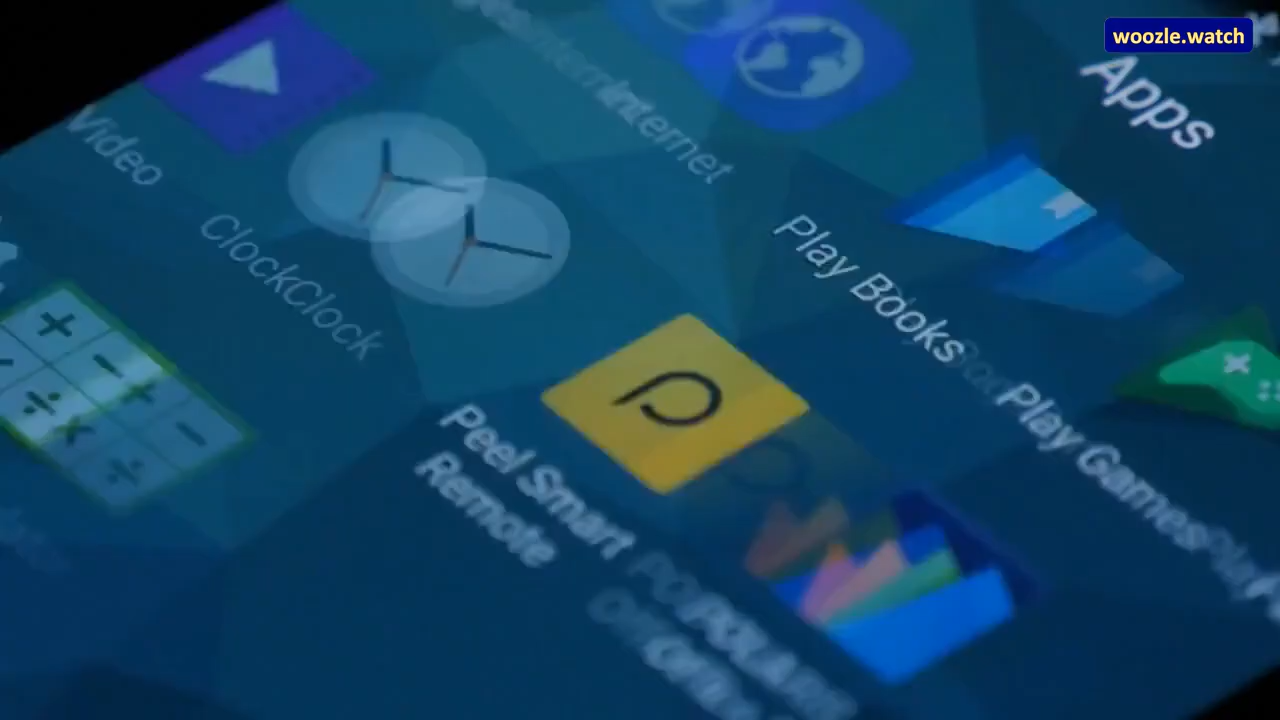 woozle.watch
Apps
Internet
Video
ClockClock
Play Books
Play Games
Peel Smart
Remote